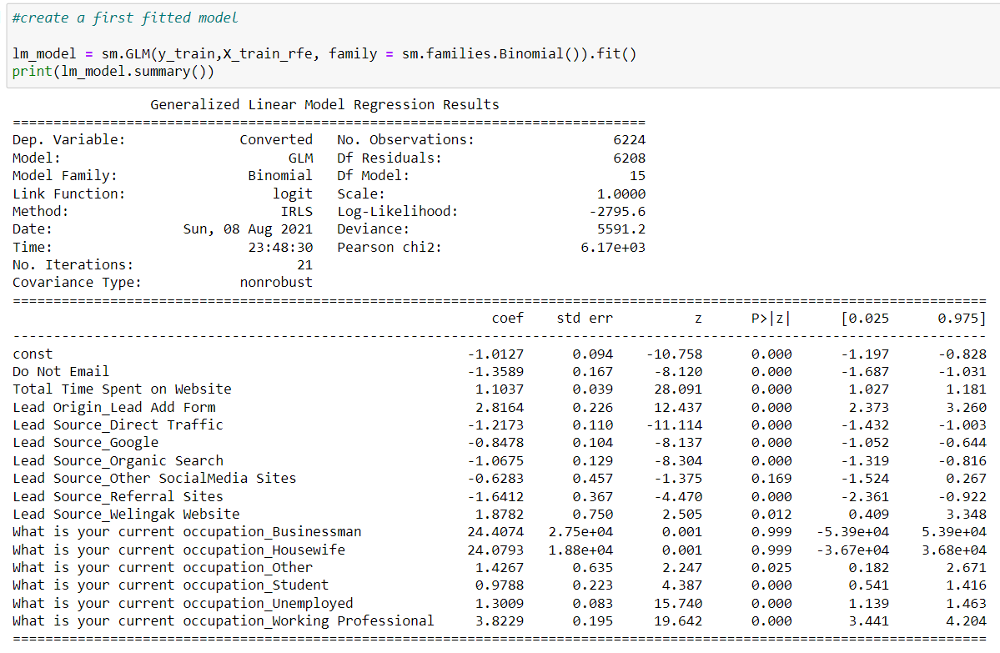 #create a first fitted model
lm_model = sm.GLM(y_train,X_train_rfe, family = sm.families.Binomial()).fit()
print(lm_model.summary())
Generalized Linear Model Regression Results
==============================================================================
Dep. Variable: Converted No. Observations: 6224
Model: GLM Df Residuals: 6208
Model Family: Binomial Df Model: 15
Link Function: logit Scale: 1.0000
Method: IRLS Log-Likelihood: -2795.6
Date: Sun, 08 Aug 2021 Deviance: 5591.2
Time: 23:48:30 Pearson chi2: 6.17e+03
No. Iterations: 21
Covariance Type: nonrobust
========================================================================================================================
coef std err z P>|z| [0.025 0.975]
------------------------------------------------------------------------------------------------------------------------
const -1.0127 0.094 -10.758 0.000 -1.197 -0.828
Do Not Email -1.3589 0.167 -8.120 0.000 -1.687 -1.031
Total Time Spent on Website 1.1037 0.039 28.091 0.000 1.027 1.181
Lead Origin_Lead Add Form 2.8164 0.226 12.437 0.000 2.373 3.260
Lead Source_Direct Traffic -1.2173 0.110 -11.114 0.000 -1.432 -1.003
Lead Source_Google -0.8478 0.104 -8.137 0.000 -1.052 -0.644
Lead Source_Organic Search -1.0675 0.129 -8.304 0.000 -1.319 -0.816
Lead Source_Other SocialMedia Sites -0.6283 0.457 -1.375 0.169 -1.524 0.267
Lead Source_Referral Sites -1.6412 0.367 -4.470 0.000 -2.361 -0.922
Lead Source_Welingak Website 1.8782 0.750 2.505 0.012 0.409 3.348
What is your current occupation_Businessman 24.4074 2.75e+04 0.001 0.999 -5.39e+04 5.39e+04
What is your current occupation_Housewife 24.0793 1.88e+04 0.001 0.999 -3.67e+04 3.68e+04
What is your current occupation_Other 1.4267 0.635 2.247 0.025 0.182 2.671
What is your current occupation_Student 0.9788 0.223 4.387 0.000 0.541 1.416
What is your current occupation_Unemployed 1.3009 0.083 15.740 0.000 1.139 1.463
What is your current occupation_Working Professional 3.8229 0.195 19.642 0.000 3.441 4.204
========================================================================================================================